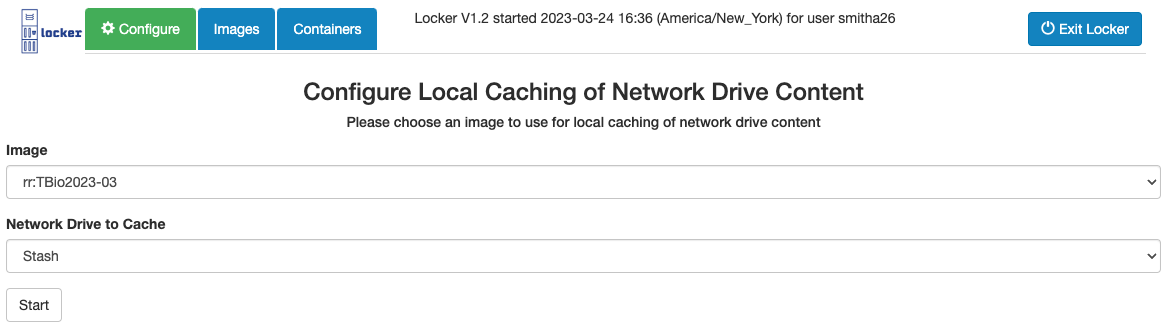 locker
Configure
Images
Containers
Locker V1.2 started 2023-03-24 16:36 (America/New_York) for user smitha26
Exit Locker
Configure Local Caching of Network Drive Content
Please choose an image to use for local caching of network drive content
Image
rr:TBio2023-03
Network Drive to Cache
Stash
Start